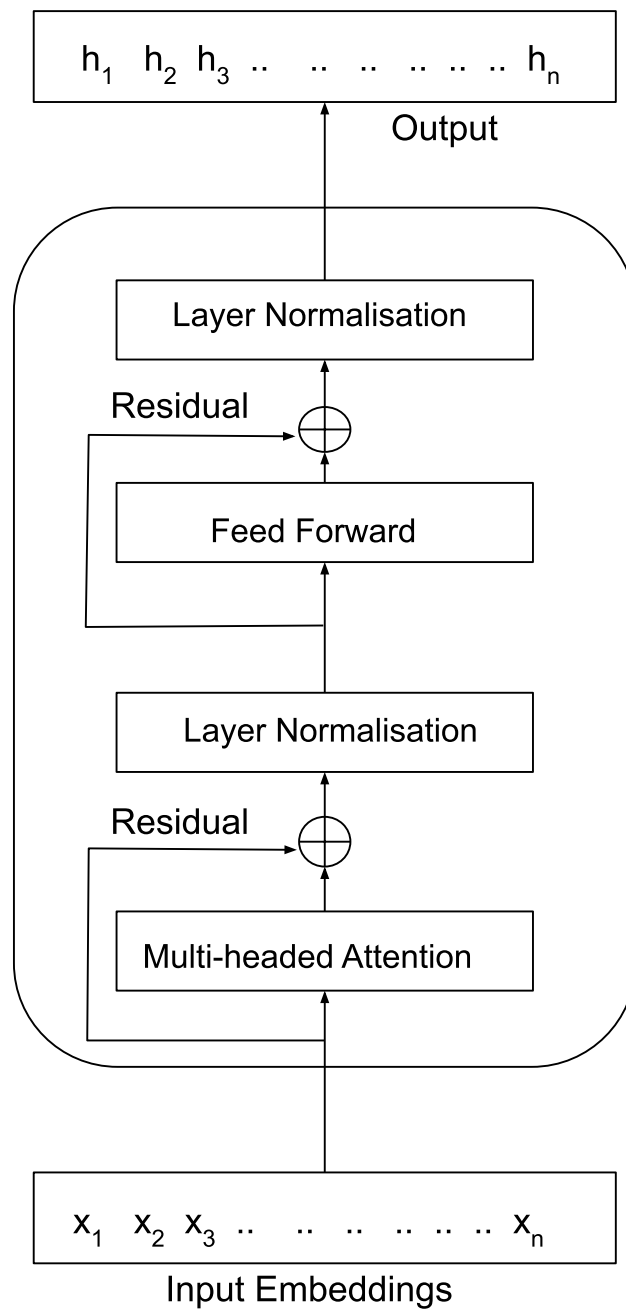 h1 h2 h3 .. .. .. .. .. .. hn
Output
Layer Normalisation
Residual
Feed Forward
Layer Normalisation
Residual
Multi-headed Attention
x1 x2 x3 .. .. .. .. .. .. xn
Input Embeddings